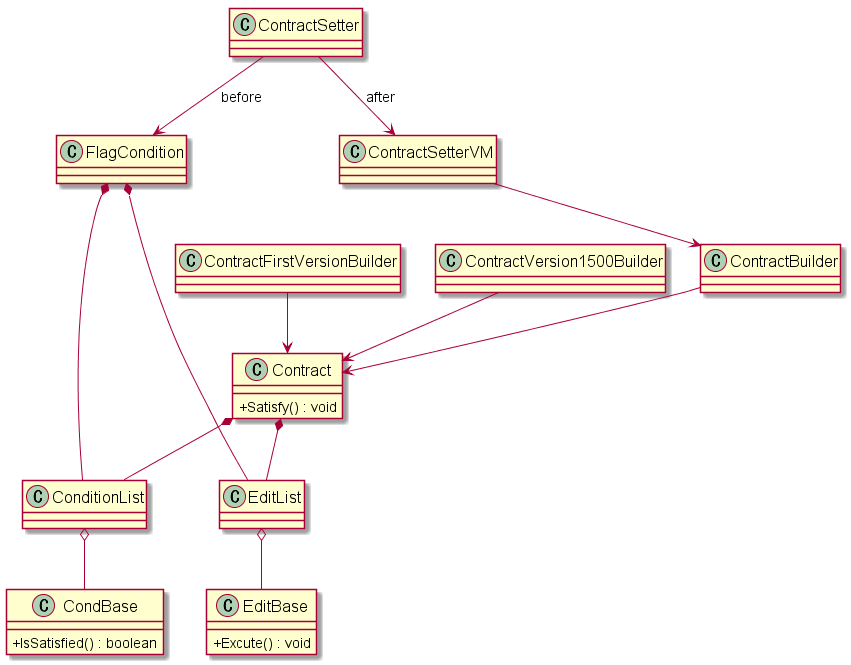 C ContractSetter
before
after
C FlagCondition
C ContractSetterVM
C ContractFirstVersionBuilder
C ContractVersion1500Builder
C ContractBuilder
C Contract
+Satisfy() : void
C ConditionList
C EditList
C CondBase
+IsSatisfied() : boolean
C EditBase
+Excute() : void